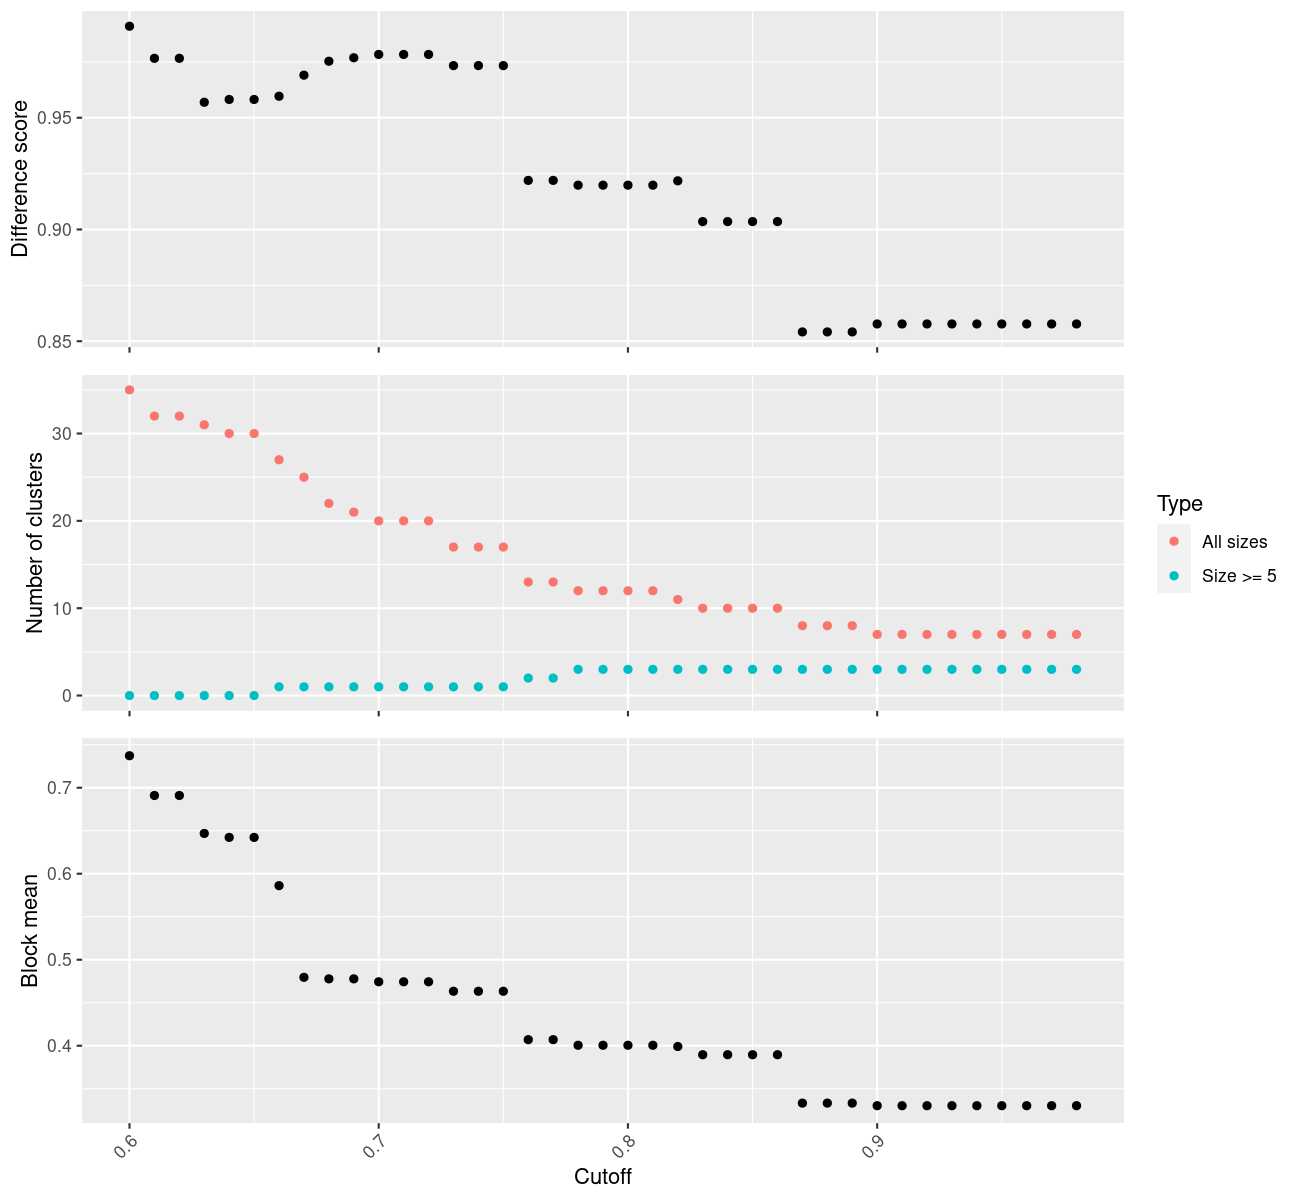 Difference score
0.95
0.90
0.85
Number of clusters
30
20
10
0
Type
All sizes
Size >= 5
Block mean
0.7
0.6
0.5
0.4
0.6 0.7 0.8 0.9
Cutoff